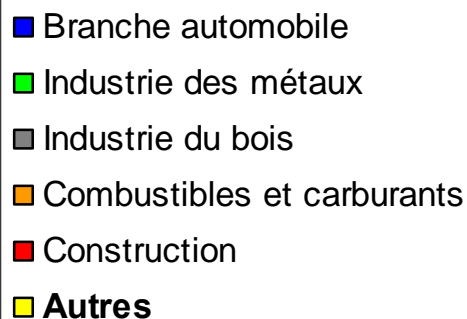 Branche automobile
Industrie des métaux
Industrie du bois
Combustibles et carburants
Construction
Autres